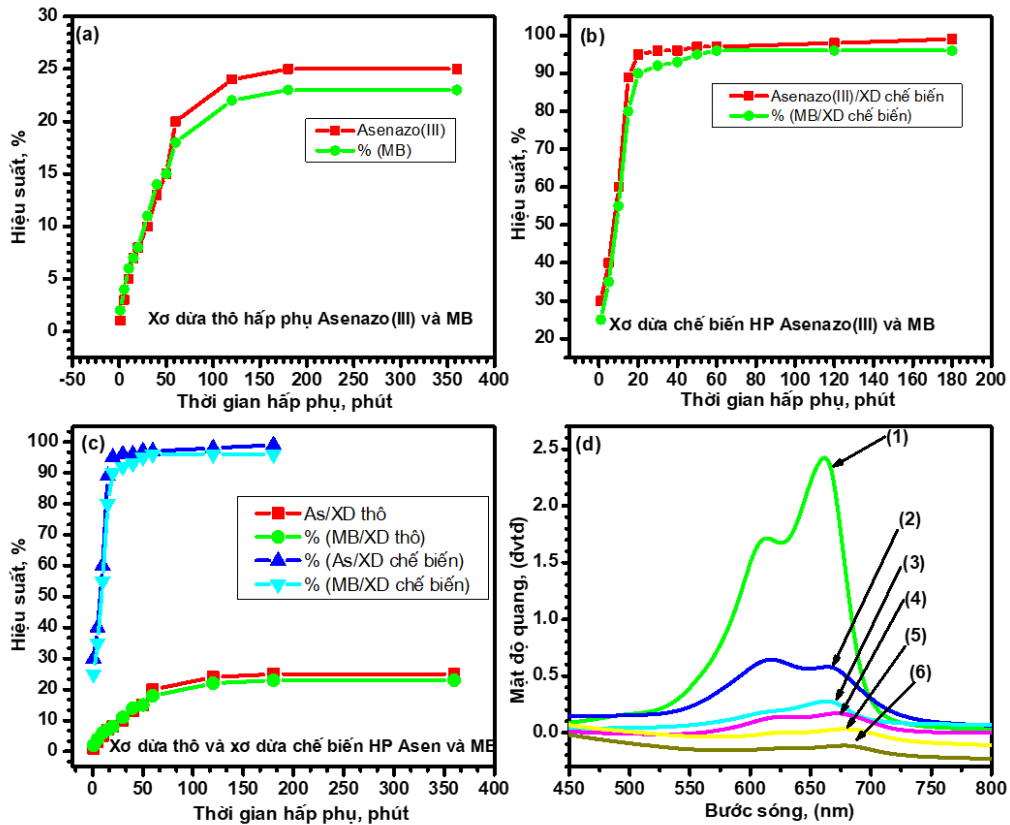 (a)
30
25
20
15
10
5
0
Hiệu suất, %
Asenazo(III)
% (MB)
Xơ dừa thô hấp phụ Asenazo(III) và MB
-50 0 50 100 150 200 250 300 350 400
Thời gian hấp phụ, phút
(b)
100
90
80
70
60
50
40
30
20
Hiệu suất, %
Asenazo(III)/XD chế biến
% (MB/XD chế biến)
Xơ dừa chế biến HP Asenazo(III) và MB
0 20 40 60 80 100 120 140 160 180 200
Thời gian hấp phụ, phút
(c)
100
90
80
70
60
50
40
30
20
10
0
Hiệu suất, %
As/XD thô
% (MB/XD thô)
% (As/XD chế biến)
% (MB/XD chế biến)
Xơ dừa thô và xơ dừa chế biến HP Asen và MB
0 50 100 150 200 250 300 350 400
Thời gian hấp phụ, phút
(d)
2.5
2.0
1.5
1.0
0.5
0.0
Mật độ quang, (đvtđ)
(1)
(2)
(3)
(4)
(5)
(6)
450 500 550 600 650 700 750 800
Bước sóng, (nm)